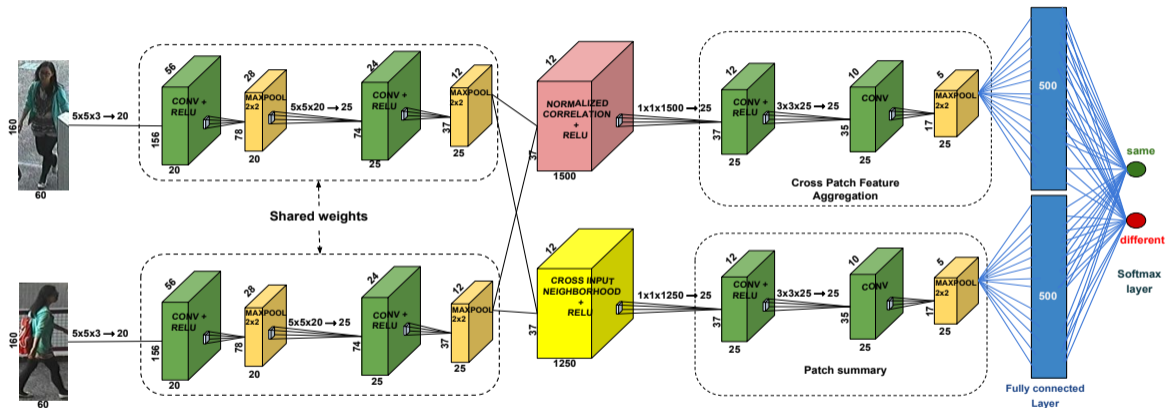 160
60
5x5x3 → 20
56
CONV +
RELU
156
20
28
MAXPOOL
2x2
78
20
5x5x20 → 25
24
CONV +
RELU
74
25
12
MAXPOOL
2x2
37
25
12
NORMALIZED
CORRELATION
+
RELU
37
1500
1x1x1500 → 25
12
CONV +
RELU
37
25
3x3x25 → 25
10
CONV
35
25
5
MAXPOOL
2x2
17
25
Cross Patch Feature
Aggregation
500
same
different
Softmax
layer
Shared weights
160
60
5x5x3 → 20
56
CONV +
RELU
156
20
28
MAXPOOL
2x2
78
20
5x5x20 → 25
24
CONV +
RELU
74
25
12
MAXPOOL
2x2
37
25
12
CROSS INPUT
NEIGHBORHOOD
+
RELU
37
1250
1x1x1250 → 25
12
CONV +
RELU
37
25
3x3x25 → 25
10
CONV
35
25
5
MAXPOOL
2x2
17
25
Patch summary
500
Fully connected
Layer